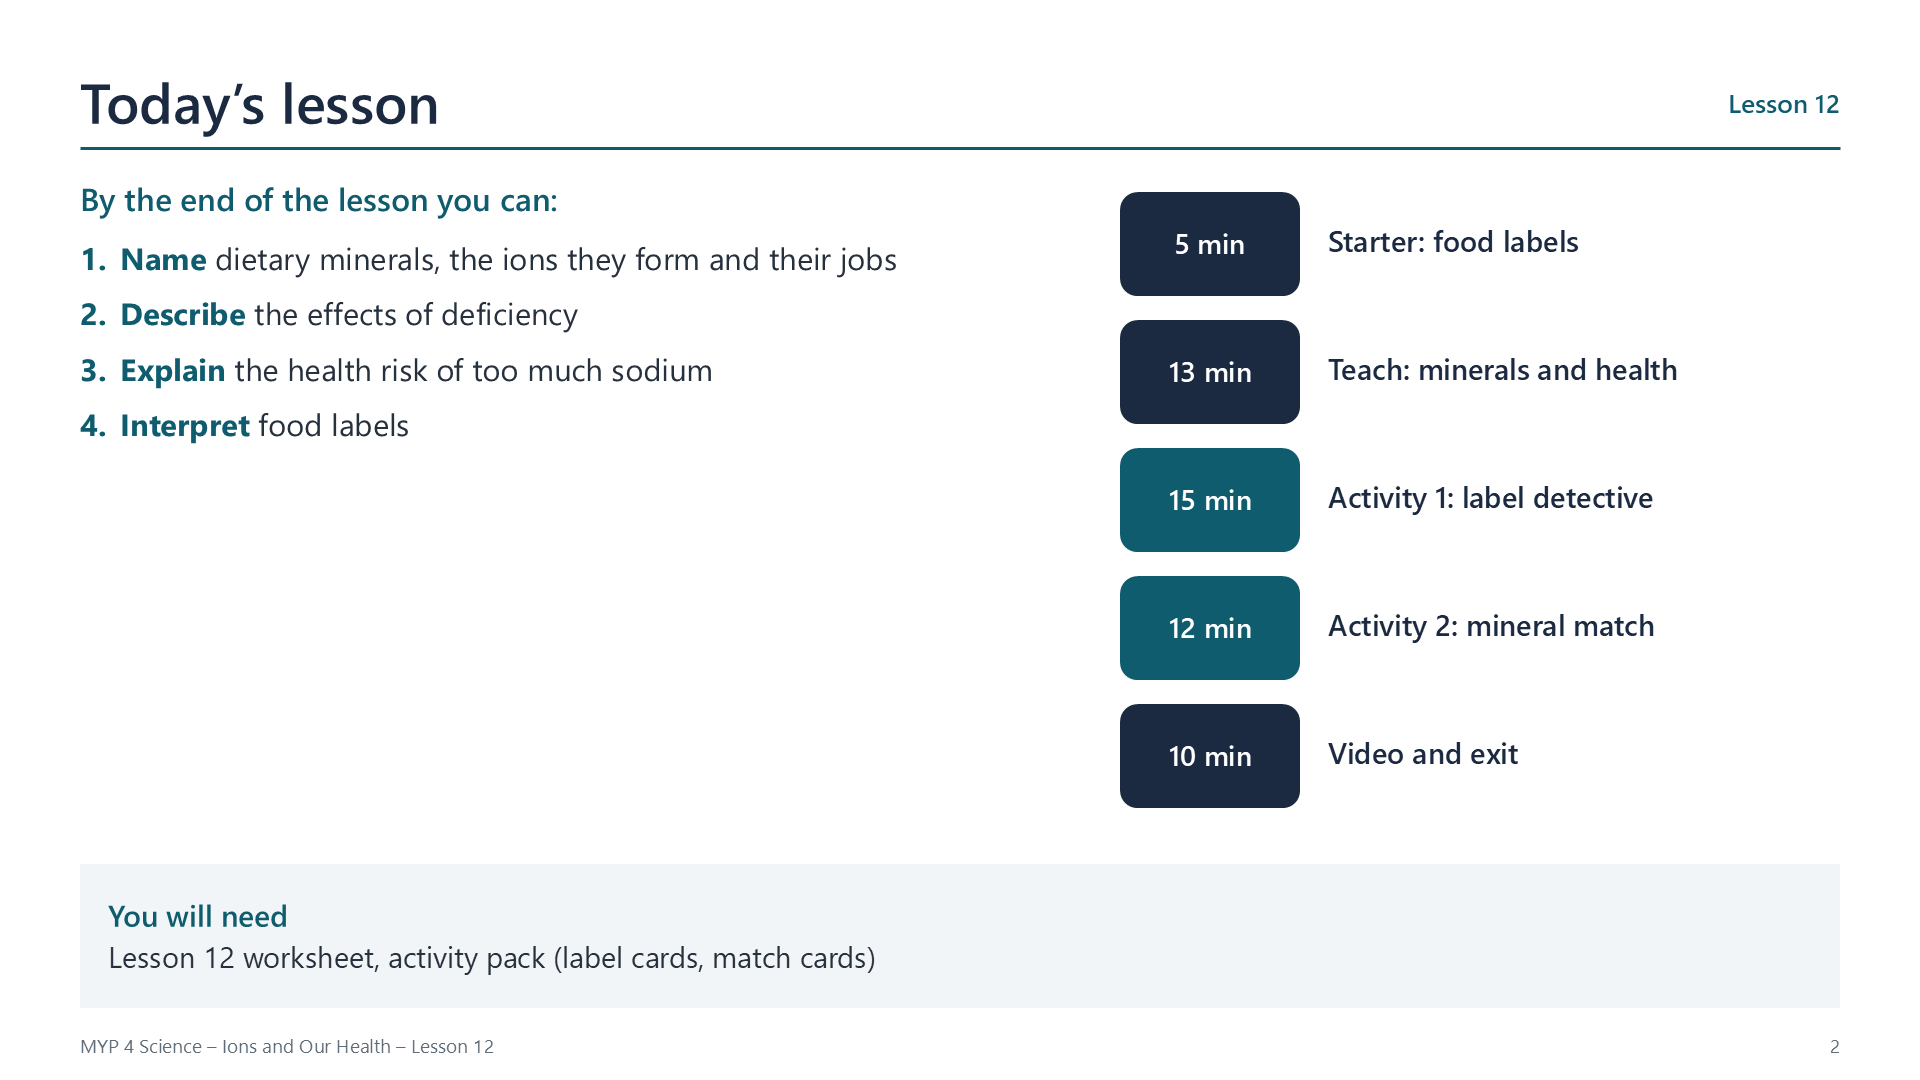 Today’s lesson
Lesson 12
By the end of the lesson you can:
1. Name dietary minerals, the ions they form and their jobs
2. Describe the effects of deficiency
3. Explain the health risk of too much sodium
4. Interpret food labels
5 min
Starter: food labels
13 min
Teach: minerals and health
15 min
Activity 1: label detective
12 min
Activity 2: mineral match
10 min
Video and exit
You will need
Lesson 12 worksheet, activity pack (label cards, match cards)
MYP 4 Science – Ions and Our Health – Lesson 12
2